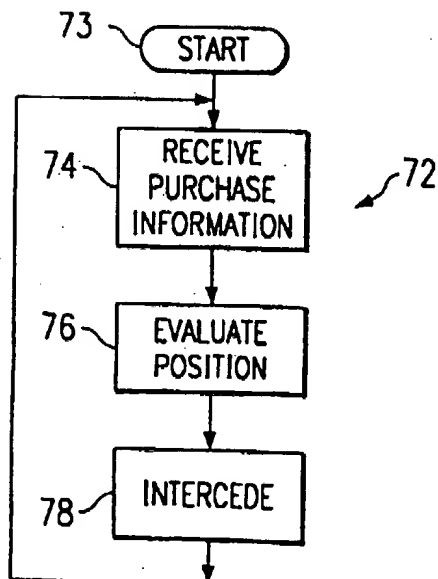 73
START
74
RECEIVE
PURCHASE
INFORMATION
72
76
EVALUATE
POSITION
78
INTERCEDE